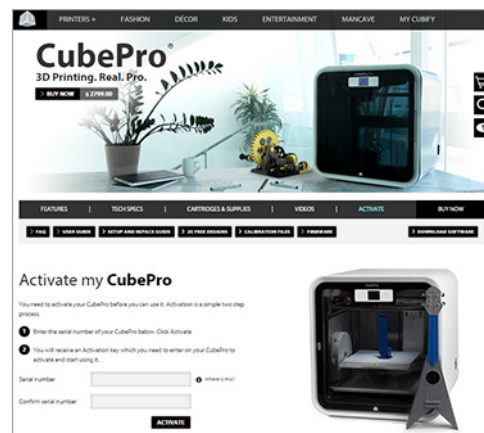 PRINTERS + FASHION DÉCOR KIDS ENTERTAINMENT MANCAVE MY CUBIFY
CubePro®
3D Printing. Real. Pro.
BUY NOW $ 2799.00
FEATURES | TECH SPECS | CARTRIDGES & SUPPLIES | VIDEOS | ACTIVATE BUY NOW
FAQ USER GUIDE SETUP AND REPACK GUIDE 25 FREE DESIGNS CALIBRATION FILES FIRMWARE DOWNLOAD SOFTWARE
Activate my CubePro
You need to activate your CubePro before you can use it. Activation is a simple two step
process.
1 Enter the serial number of your CubePro below. Click Activate
2 You will receive an Activation key which you need to enter on your CubePro to
activate and start using it.
Serial number Where is this?
Confirm serial number
ACTIVATE